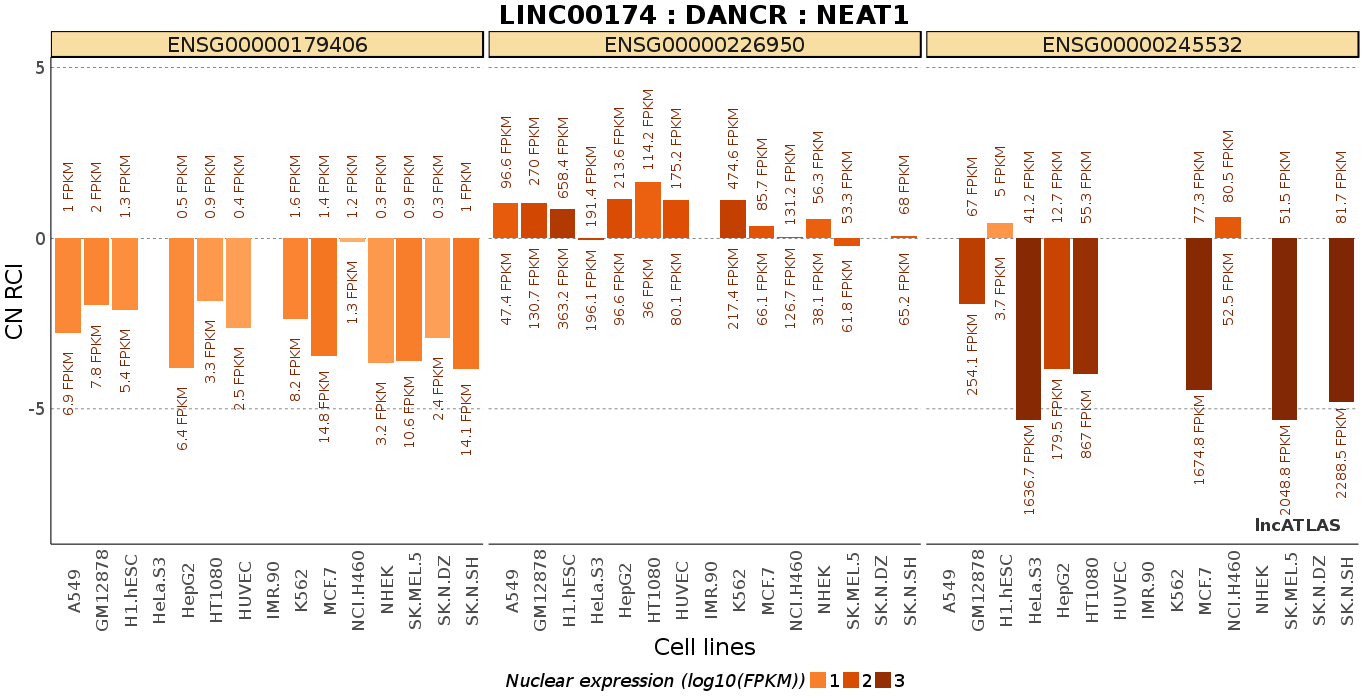 LINC00174 : DANCR : NEAT1
ENSG00000179406 ENSG00000226950 ENSG00000245532
CN RCI
5
0
-5
1 FPKM 2 FPKM 1.3 FPKM 0.5 FPKM 0.9 FPKM 0.4 FPKM 1.6 FPKM 1.4 FPKM 1.2 FPKM 0.3 FPKM 0.9 FPKM 0.3 FPKM 1 FPKM
6.9 FPKM 7.8 FPKM 5.4 FPKM 6.4 FPKM 3.3 FPKM 2.5 FPKM 8.2 FPKM 14.8 FPKM 1.3 FPKM 3.2 FPKM 10.6 FPKM 2.4 FPKM 14.1 FPKM
96.6 FPKM 270 FPKM 658.4 FPKM 191.4 FPKM 213.6 FPKM 114.2 FPKM 175.2 FPKM 474.6 FPKM 85.7 FPKM 131.2 FPKM 56.3 FPKM 53.3 FPKM 68 FPKM
47.4 FPKM 130.7 FPKM 363.2 FPKM 196.1 FPKM 96.6 FPKM 36 FPKM 80.1 FPKM 217.4 FPKM 66.1 FPKM 126.7 FPKM 38.1 FPKM 61.8 FPKM 65.2 FPKM
67 FPKM 5 FPKM 41.2 FPKM 12.7 FPKM 55.3 FPKM 77.3 FPKM 80.5 FPKM 51.5 FPKM 81.7 FPKM
254.1 FPKM 3.7 FPKM 1636.7 FPKM 179.5 FPKM 867 FPKM 1674.8 FPKM 52.5 FPKM 2048.8 FPKM 2288.5 FPKM
lncATLAS
A549 GM12878 H1.hESC HeLa.S3 HepG2 HT1080 HUVEC IMR.90 K562 MCF.7 NCI.H460 NHEK SK.MEL.5 SK.N.DZ SK.N.SH
A549 GM12878 H1.hESC HeLa.S3 HepG2 HT1080 HUVEC IMR.90 K562 MCF.7 NCI.H460 NHEK SK.MEL.5 SK.N.DZ SK.N.SH
A549 GM12878 H1.hESC HeLa.S3 HepG2 HT1080 HUVEC IMR.90 K562 MCF.7 NCI.H460 NHEK SK.MEL.5 SK.N.DZ SK.N.SH
Cell lines
Nuclear expression (log10(FPKM)) 1 2 3